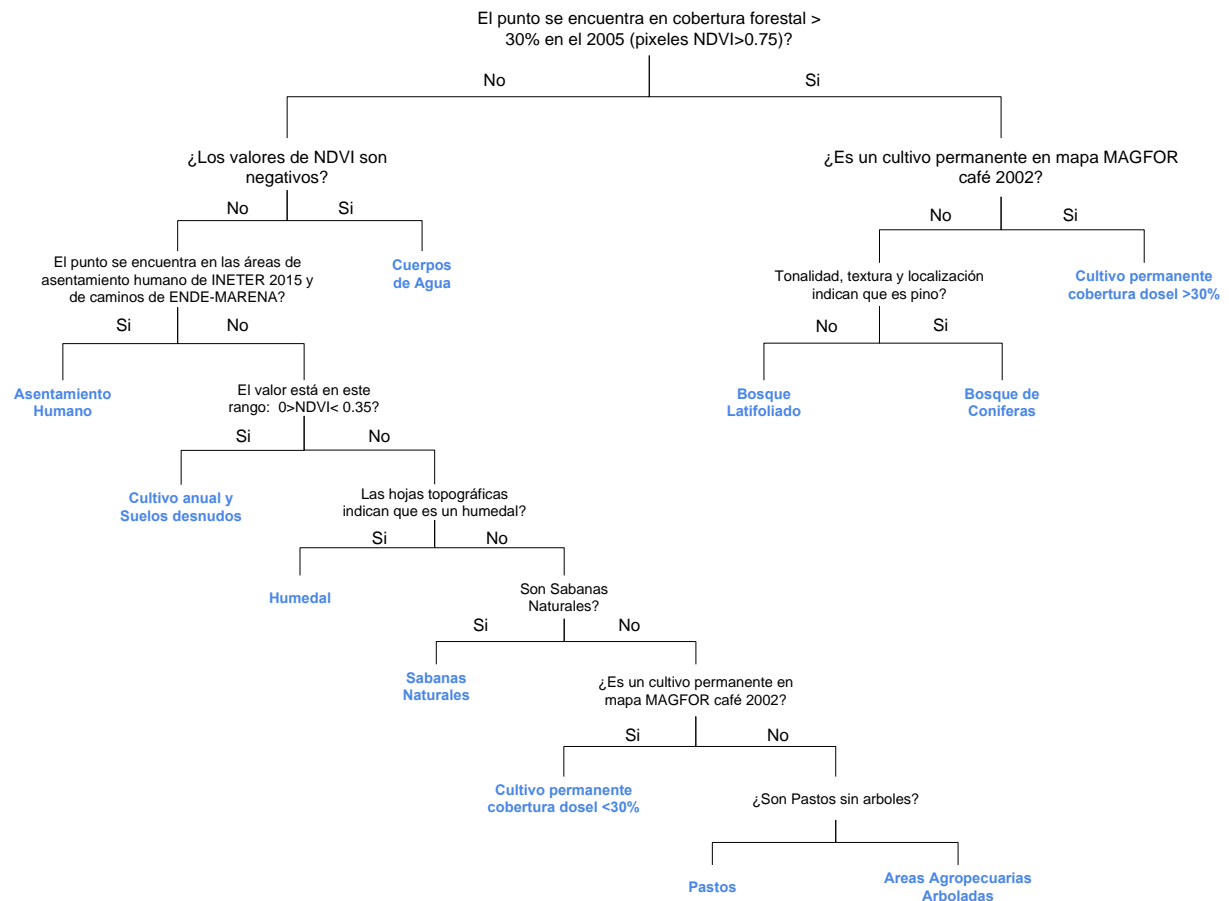 El punto se encuentra en cobertura forestal >
30% en el 2005 (pixeles NDVI>0.75)?
No
Si
¿Los valores de NDVI son
negativos?
¿Es un cultivo permanente en mapa MAGFOR
café 2002?
No
Si
No
Si
El punto se encuentra en las áreas de
asentamiento humano de INETER 2015 y
de caminos de ENDE-MARENA?
Cuerpos
de Agua
Tonalidad, textura y localización
indican que es pino?
Cultivo permanente
cobertura dosel >30%
Si
No
No
Si
Asentamiento
Humano
El valor está en este
rango: 0>NDVI< 0.35?
Bosque
Latifoliado
Bosque de
Coniferas
Si
No
Cultivo anual y
Suelos desnudos
Las hojas topográficas
indican que es un humedal?
Si
No
Humedal
Son Sabanas
Naturales?
Si
No
Sabanas
Naturales
¿Es un cultivo permanente en
mapa MAGFOR café 2002?
Si
No
Cultivo permanente
cobertura dosel <30%
¿Son Pastos sin arboles?
Pastos
Areas Agropecuarias
Arboladas